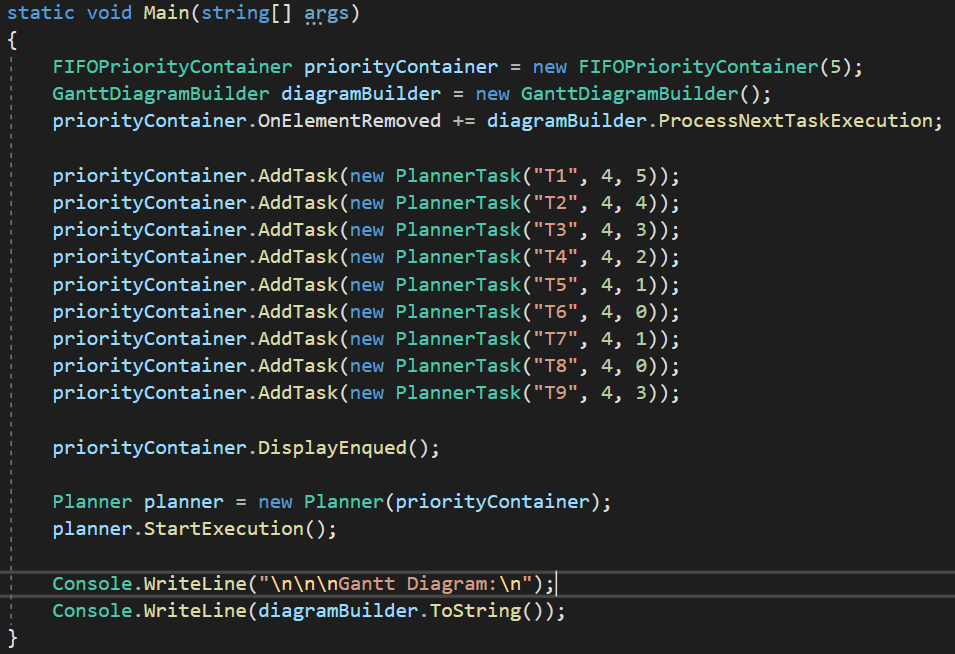 static void Main(string[] args)
{
    FIFOPriorityContainer priorityContainer = new FIFOPriorityContainer(5);
    GanttDiagramBuilder diagramBuilder = new GanttDiagramBuilder();
    priorityContainer.OnElementRemoved += diagramBuilder.ProcessNextTaskExecution;

    priorityContainer.AddTask(new PlannerTask("T1", 4, 5));
    priorityContainer.AddTask(new PlannerTask("T2", 4, 4));
    priorityContainer.AddTask(new PlannerTask("T3", 4, 3));
    priorityContainer.AddTask(new PlannerTask("T4", 4, 2));
    priorityContainer.AddTask(new PlannerTask("T5", 4, 1));
    priorityContainer.AddTask(new PlannerTask("T6", 4, 0));
    priorityContainer.AddTask(new PlannerTask("T7", 4, 1));
    priorityContainer.AddTask(new PlannerTask("T8", 4, 0));
    priorityContainer.AddTask(new PlannerTask("T9", 4, 3));

    priorityContainer.DisplayEnqued();

    Planner planner = new Planner(priorityContainer);
    planner.StartExecution();

    Console.WriteLine("\n\n\nGantt Diagram:\n");
    Console.WriteLine(diagramBuilder.ToString());
}